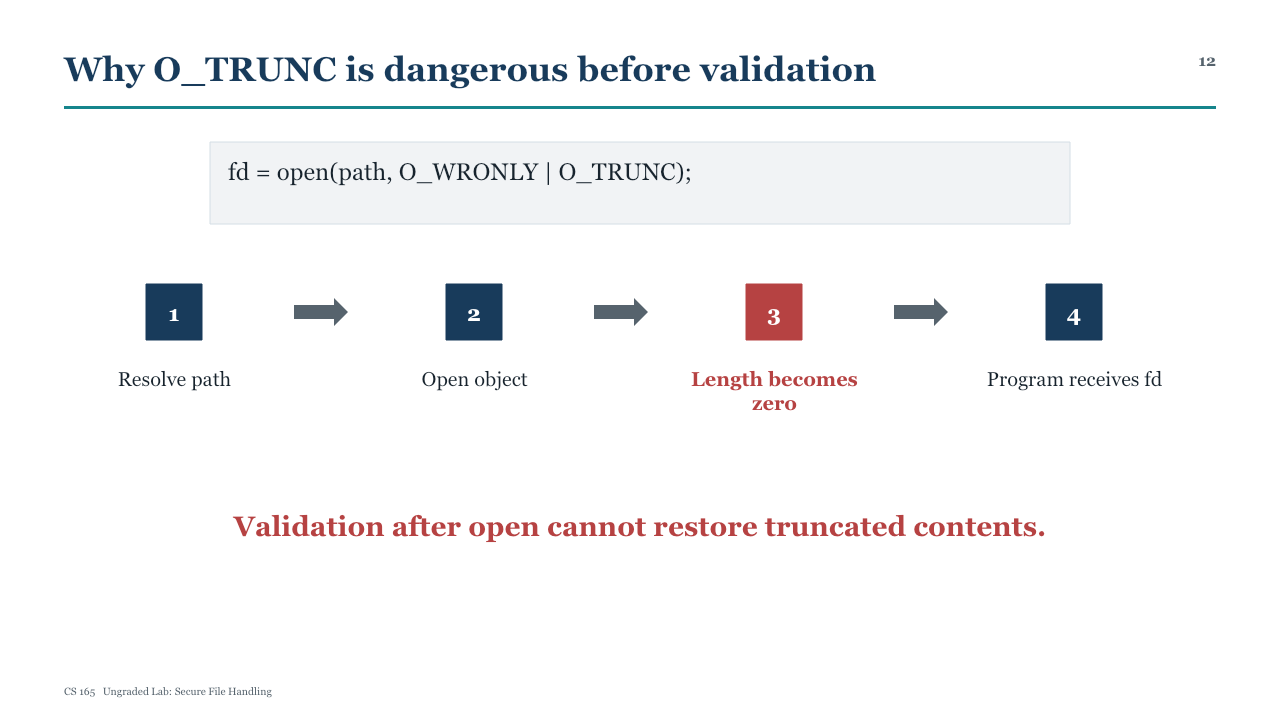 Why O_TRUNC is dangerous before validation
12
fd = open(path, O_WRONLY | O_TRUNC);
1
2
3
4
Resolve path
Open object
Length becomes
zero
Program receives fd
Validation after open cannot restore truncated contents.
CS 165 Ungraded Lab: Secure File Handling